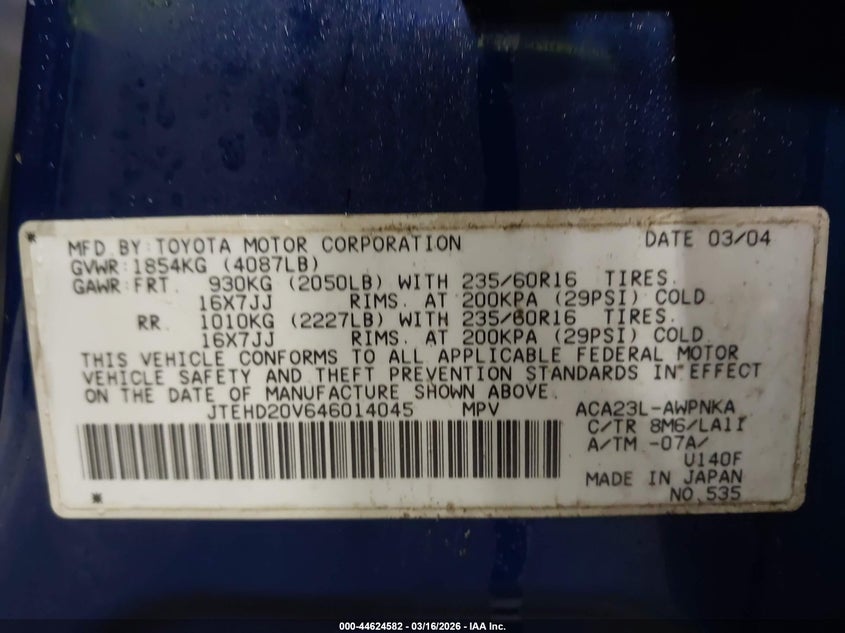 MFD BY: TOYOTA MOTOR CORPORATION DATE 03/04
GVWR: 1854KG (4087LB)
GAWR: FRT. 930KG (2050LB) WITH 235/60R16 TIRES.
16X7JJ RIMS. AT 200KPA (29PSI) COLD.
RR. 1010KG (2227LB) WITH 235/60R16 TIRES.
16X7JJ RIMS. AT 200KPA (29PSI) COLD.
THIS VEHICLE CONFORMS TO ALL APPLICABLE FEDERAL MOTOR
VEHICLE SAFETY AND THEFT PREVENTION STANDARDS IN EFFECT
ON THE DATE OF MANUFACTURE SHOWN ABOVE.
JTEHD20V646014045 MPV ACA23L-AWPNKA
C/TR 8M6/LA11
A/TM -07A/
U140F
MADE IN JAPAN
NO.535
000-44624582 - 03/16/2026 - IAA Inc.